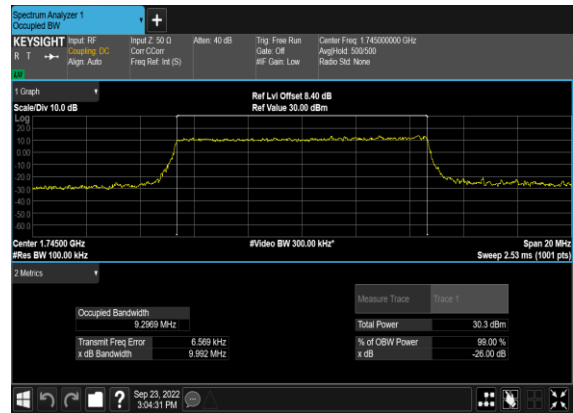 Spectrum Analyzer 1
Occupied BW
+
KEYSIGHT
R T
LU
Input: RF
Coupling: DC
Align: Auto
Input Z: 50 Ω
Corr CCorr
Freq Ref: Int (S)
Atten: 40 dB
Trig: Free Run
Gate: Off
#IF Gain: Low
Center Freq: 1.745000000 GHz
Avg|Hold: 500/500
Radio Std: None
1 Graph
Scale/Div 10.0 dB
Ref Lvl Offset 8.40 dB
Ref Value 30.00 dBm
Log
20.0
10.0
0.00
-10.0
-20.0
-30.0
-40.0
-50.0
-60.0
Center 1.74500 GHz
#Res BW 100.00 kHz
#Video BW 300.00 kHz*
Span 20 MHz
Sweep 2.53 ms (1001 pts)
2 Metrics
Measure Trace Trace 1
Occupied Bandwidth
9.2969 MHz
Total Power 30.3 dBm
Transmit Freq Error 6.569 kHz
% of OBW Power 99.00 %
x dB Bandwidth 9.992 MHz
x dB -26.00 dB
?
Sep 23, 2022
3:04:31 PM